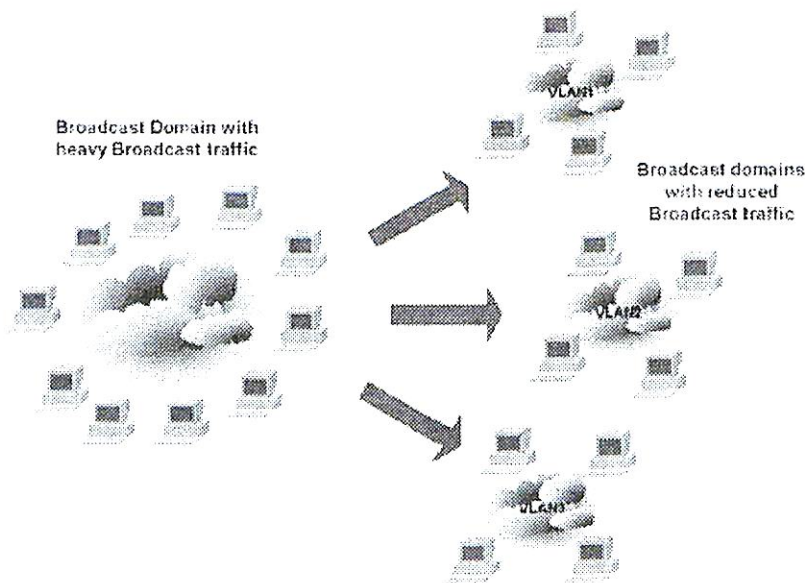 Broadcast Domain with
heavy Broadcast traffic
VLAN1
Broadcast domains
with reduced
Broadcast traffic
VLAN2
VLAN3